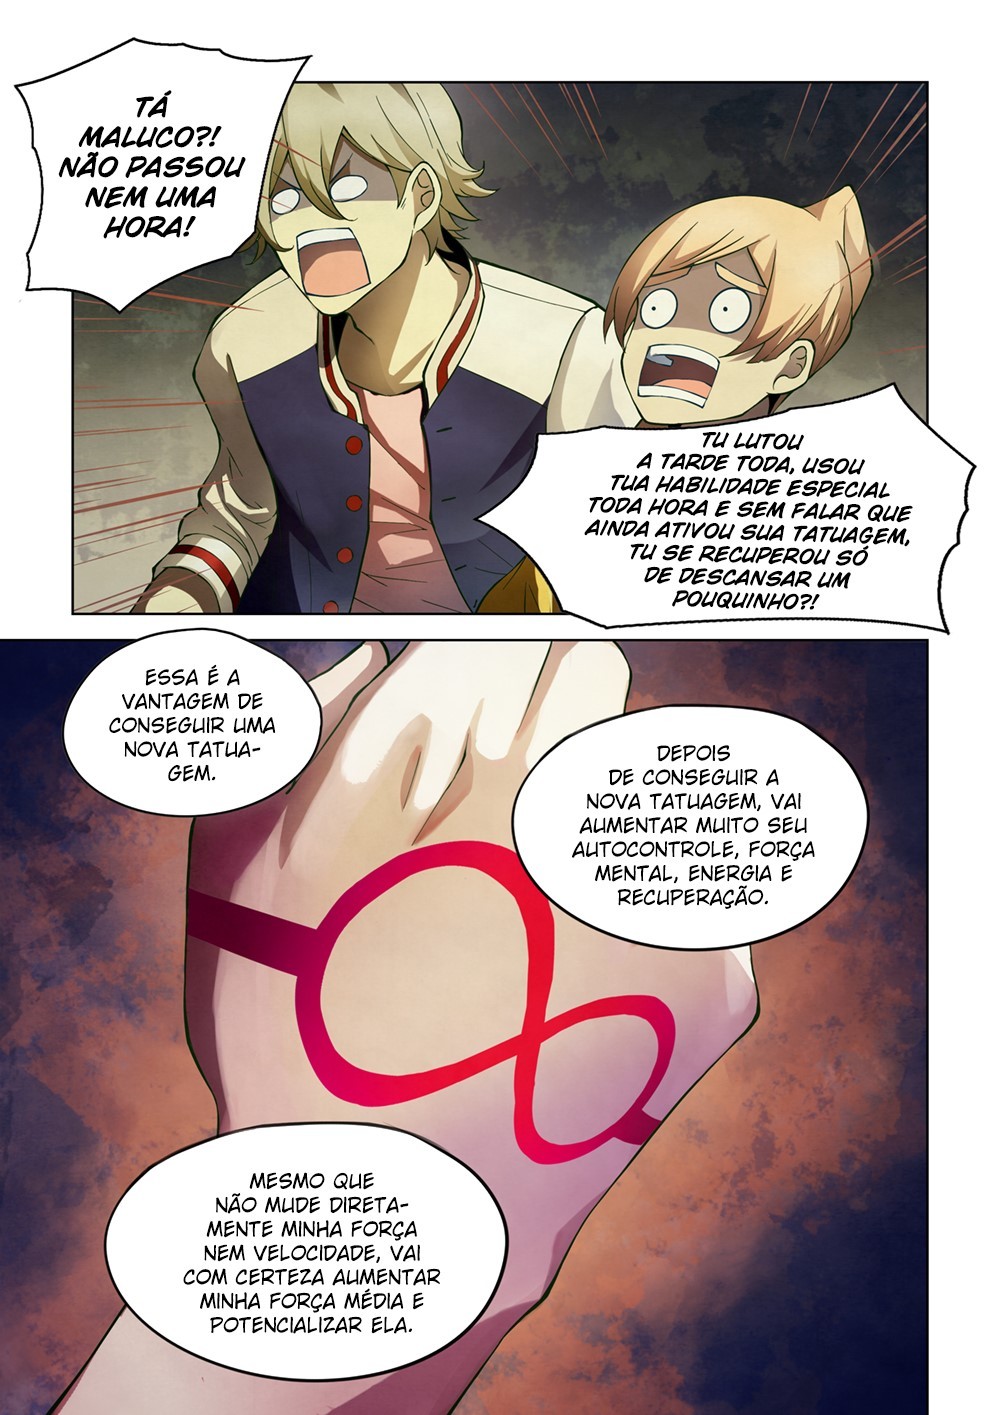 TÁ
MALUCO?!
NÃO PASSOU
NEM UMA
HORA!
TU LUTOU
A TARDE TODA, USOU
TUA HABILIDADE ESPECIAL
TODA HORA E SEM FALAR QUE
AINDA ATIVOU SUA TATUAGEM,
TU SE RECUPEROU SÓ
DE DESCANSAR UM
POUQUINHO?!
ESSA É A
VANTAGEM DE
CONSEGUIR UMA
NOVA TATUA-
GEM.
DEPOIS
DE CONSEGUIR A
NOVA TATUAGEM, VAI
AUMENTAR MUITO SEU
AUTOCONTROLE, FORÇA
MENTAL, ENERGIA E
RECUPERAÇÃO.
MESMO QUE
NÃO MUDE DIRETA-
MENTE MINHA FORÇA
NEM VELOCIDADE, VAI
COM CERTEZA AUMENTAR
MINHA FORÇA MÉDIA E
POTENCIALIZAR ELA.